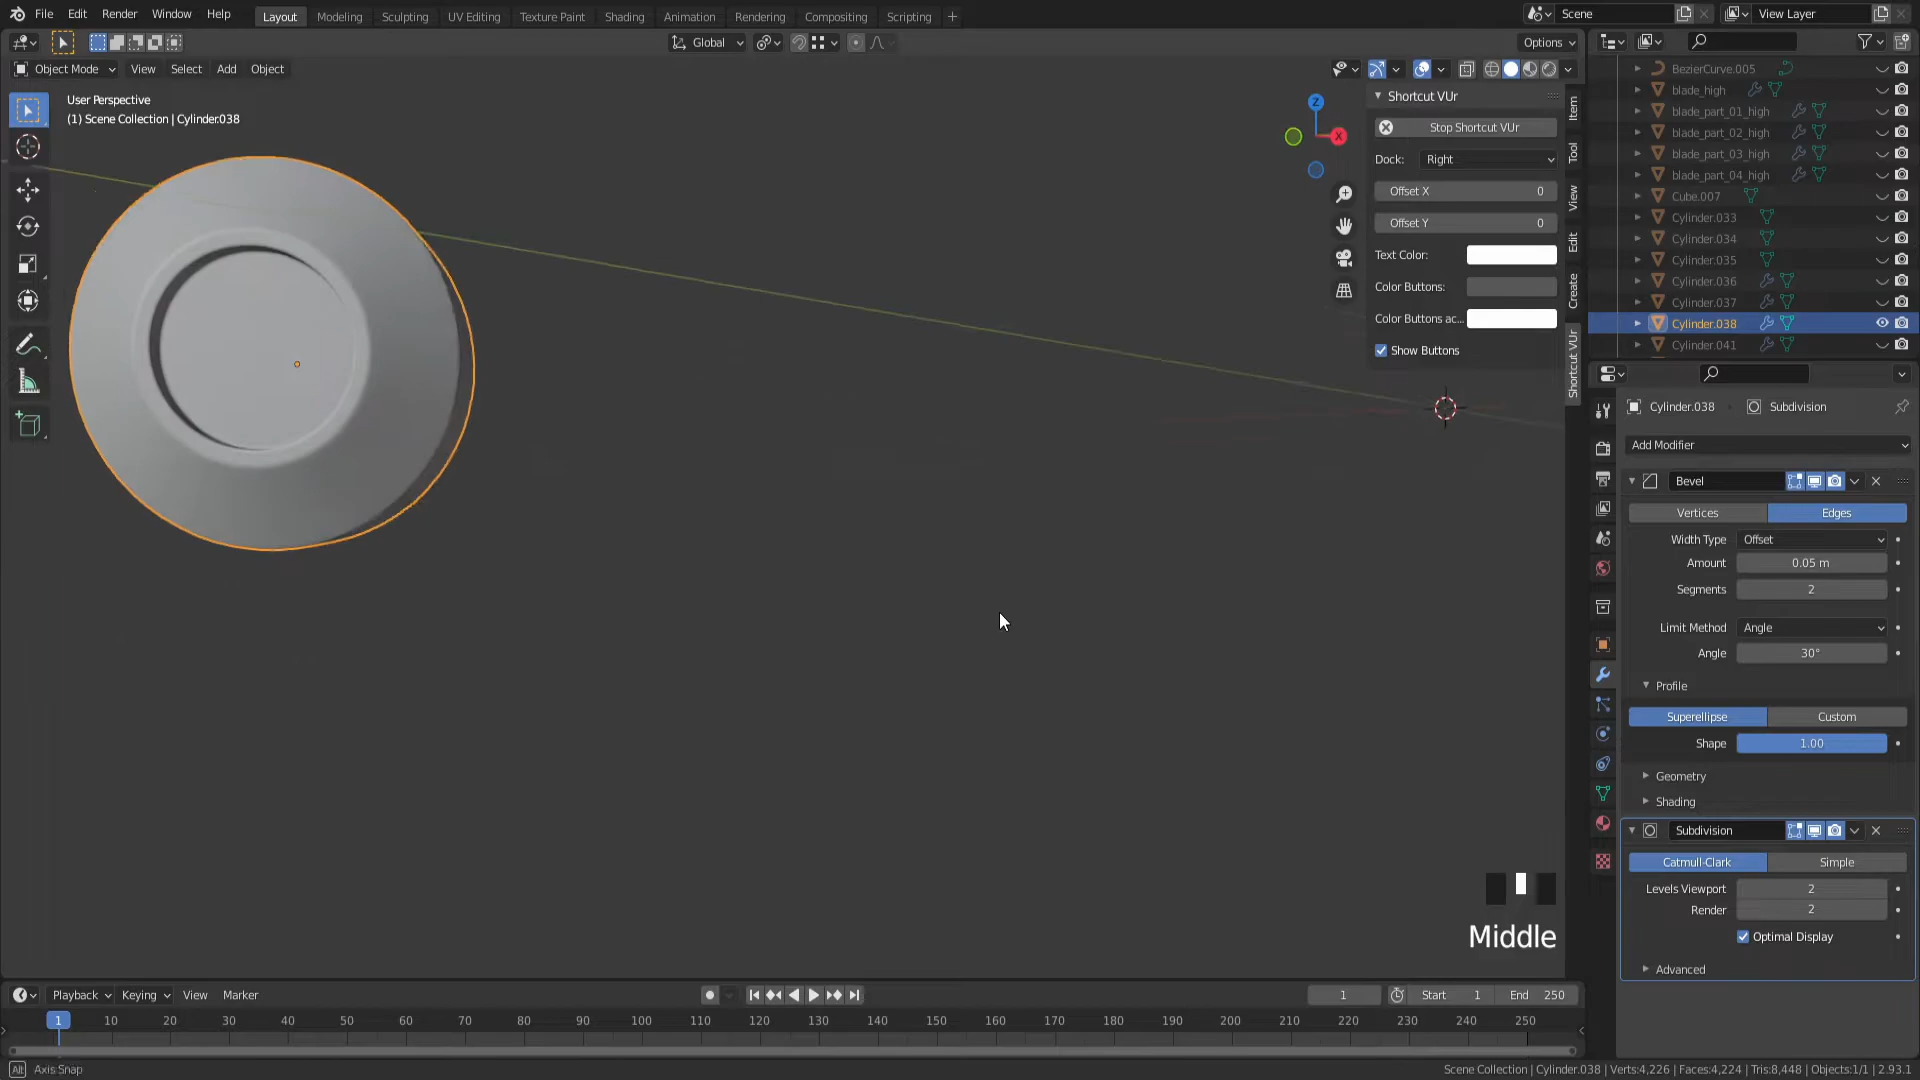 File Edit Render Window Help Layout Modeling Sculpting UV Editing Texture Paint Shading Animation Rendering Compositing Scripting + Scene View Layer
Global Options
Object Mode View Select Add Object
User Perspective
(1) Scene Collection | Cylinder.038
Z
X
Shortcut VUr
Stop Shortcut VUr
Dock: Right
Offset X 0
Offset Y 0
Text Color:
Color Buttons:
Color Buttons ac...
Show Buttons
Item
Tool
View
Edit
Create
Shortcut VUr
BezierCurve.005
blade_high
blade_part_01_high
blade_part_02_high
blade_part_03_high
blade_part_04_high
Cube.007
Cylinder.033
Cylinder.034
Cylinder.035
Cylinder.036
Cylinder.037
Cylinder.038
Cylinder.041
Cylinder.038 Subdivision
Add Modifier
Bevel
Vertices Edges
Width Type Offset
Amount 0.05 m
Segments 2
Limit Method Angle
Angle 30°
Profile
Superellipse Custom
Shape 1.00
Geometry
Shading
Subdivision
Catmull-Clark Simple
Levels Viewport 2
Render 2
Optimal Display
Advanced
Middle
Playback Keying View Marker 1 Start 1 End 250
1 10 20 30 40 50 60 70 80 90 100 110 120 130 140 150 160 170 180 190 200 210 220 230 240 250
Alt Axis Snap
Scene Collection | Cylinder.038 | Verts:4,226 | Faces:4,224 | Tris:8,448 | Objects:1/1 | 2.93.1